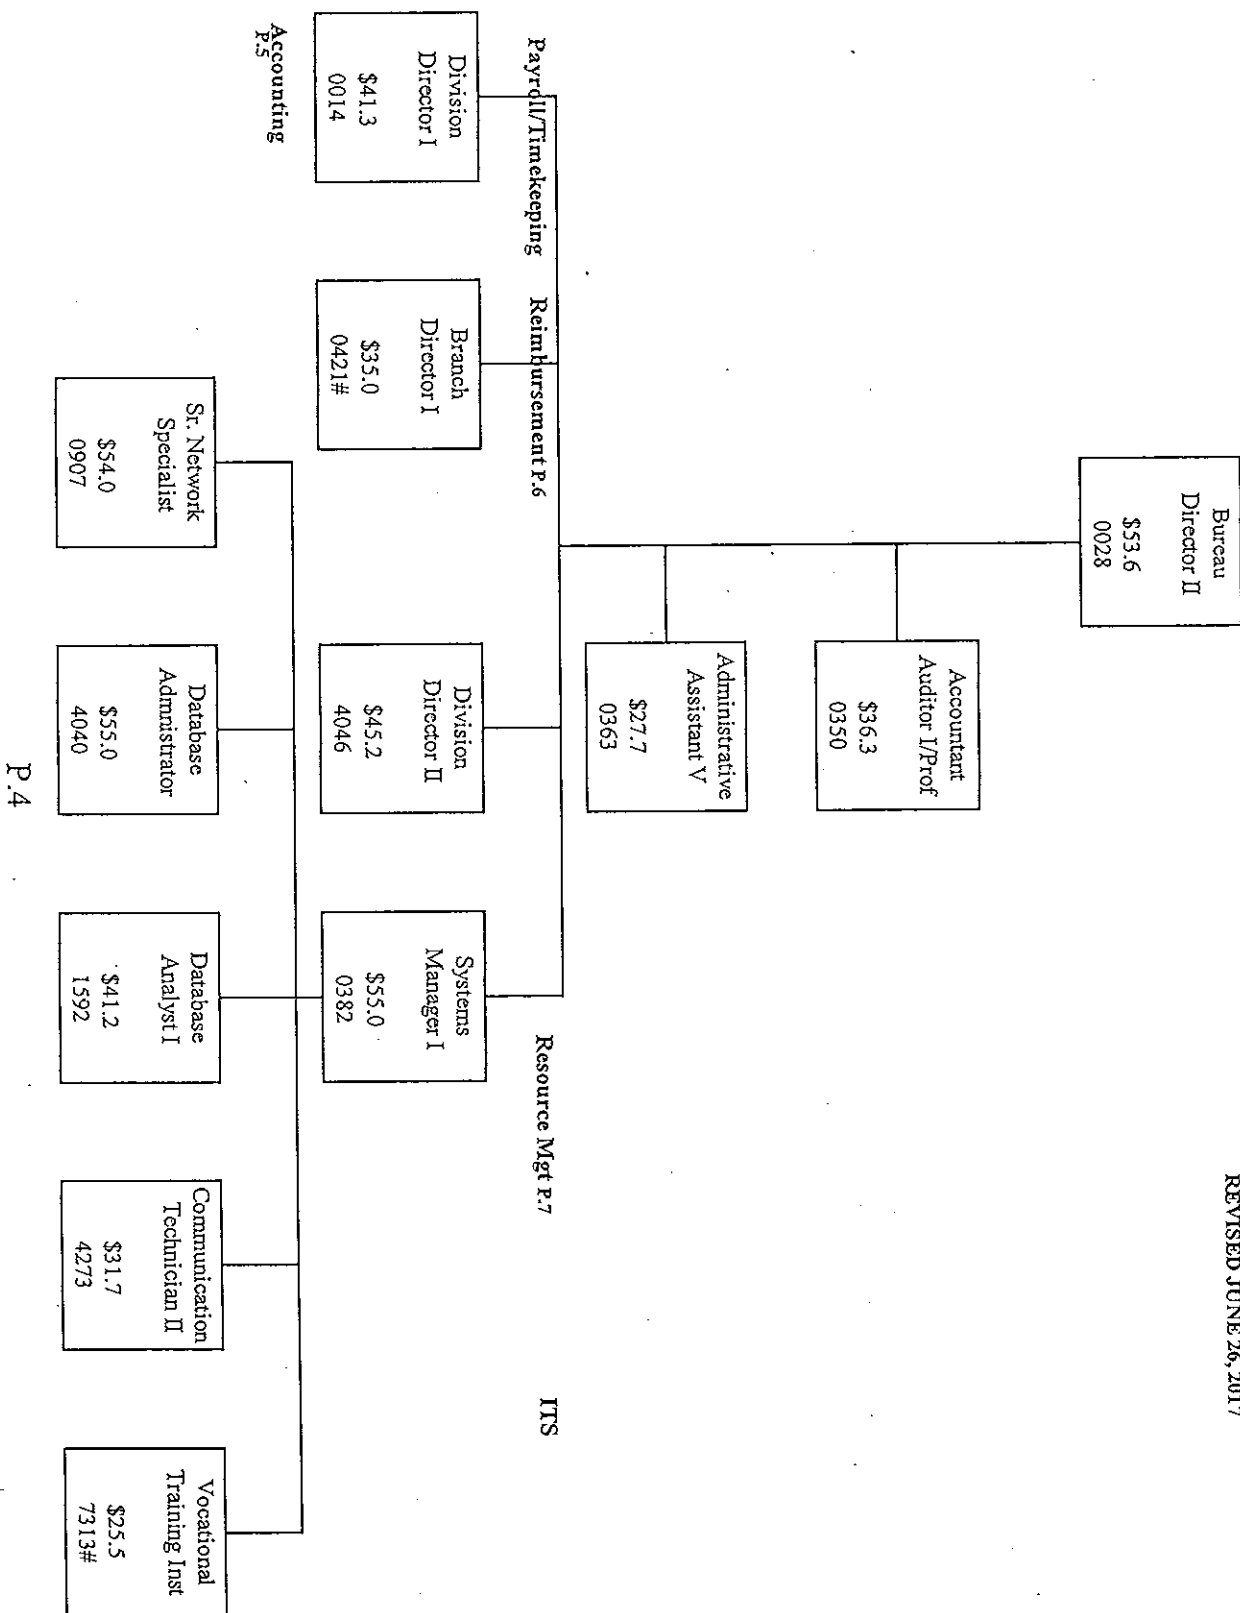 REVISED JUNE 26, 2017
Bureau
Director II
$53.6
0028
Accountant
Auditor I/Prof
$36.3
0350
Administrative
Assistant V
$27.7
0363
Payroll/Timekeeping
Reimbursement P.6
Resource Mgt P.7
ITS
Division
Director I
$41.3
0014
Branch
Director I
$35.0
0421#
Division
Director II
$45.2
4046
Systems
Manager I
$55.0
0382
Accounting
P.5
Sr. Network
Specialist
$54.0
0907
Database
Admnistrator
$55.0
4040
Database
Analyst I
$41.2
1592
Communication
Technician II
$31.7
4273
Vocational
Training Inst
$25.5
7313#
P.4